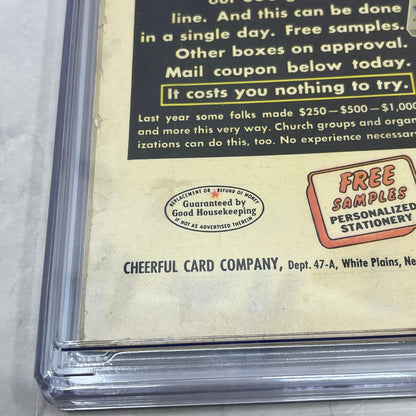 line. And this can be done
in a single day. Free samples.
Other boxes on approval.
Mail coupon below today.
It costs you nothing to try.
Last year some folks made $250—$500—$1,000
and more this very way. Church groups and organ
izations can do this, too. No experience necessar
REPLACEMENT OR REFUND OF MONEY
Guaranteed by
Good Housekeeping
IF NOT AS ADVERTISED THEREIN
FREE
SAMPLES
PERSONALIZED
STATIONERY
CHEERFUL CARD COMPANY, Dept. 47-A, White Plains, Ne